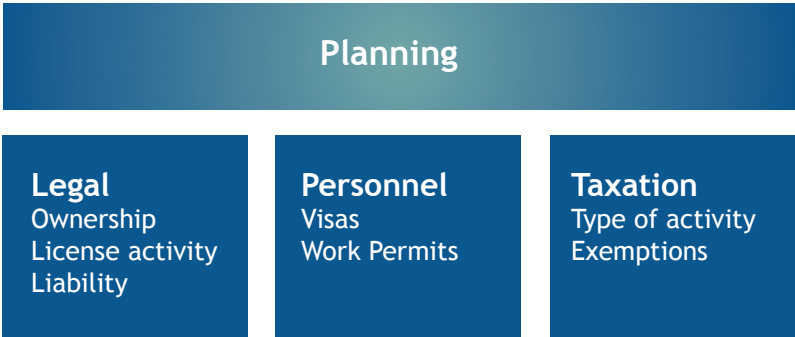 Planning
Legal
Ownership
License activity
Liability
Personnel
Visas
Work Permits
Taxation
Type of activity
Exemptions